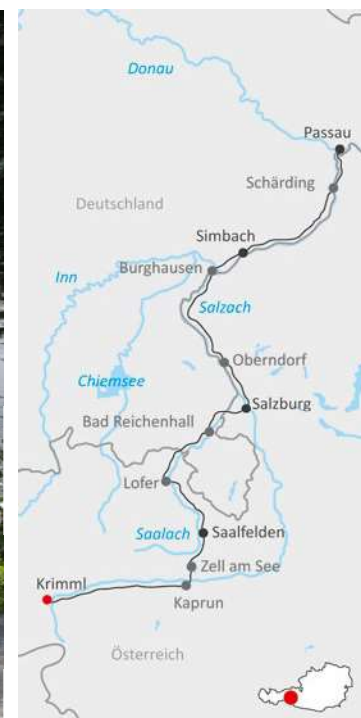 Donau
Passau
Schärding
Deutschland
Simbach
Burghausen
Inn
Salzach
Oberndorf
Chiemsee
Salzburg
Bad Reichenhall
Lofer
Saalach
Saalfelden
Zell am See
Krimml
Kaprun
Österreich